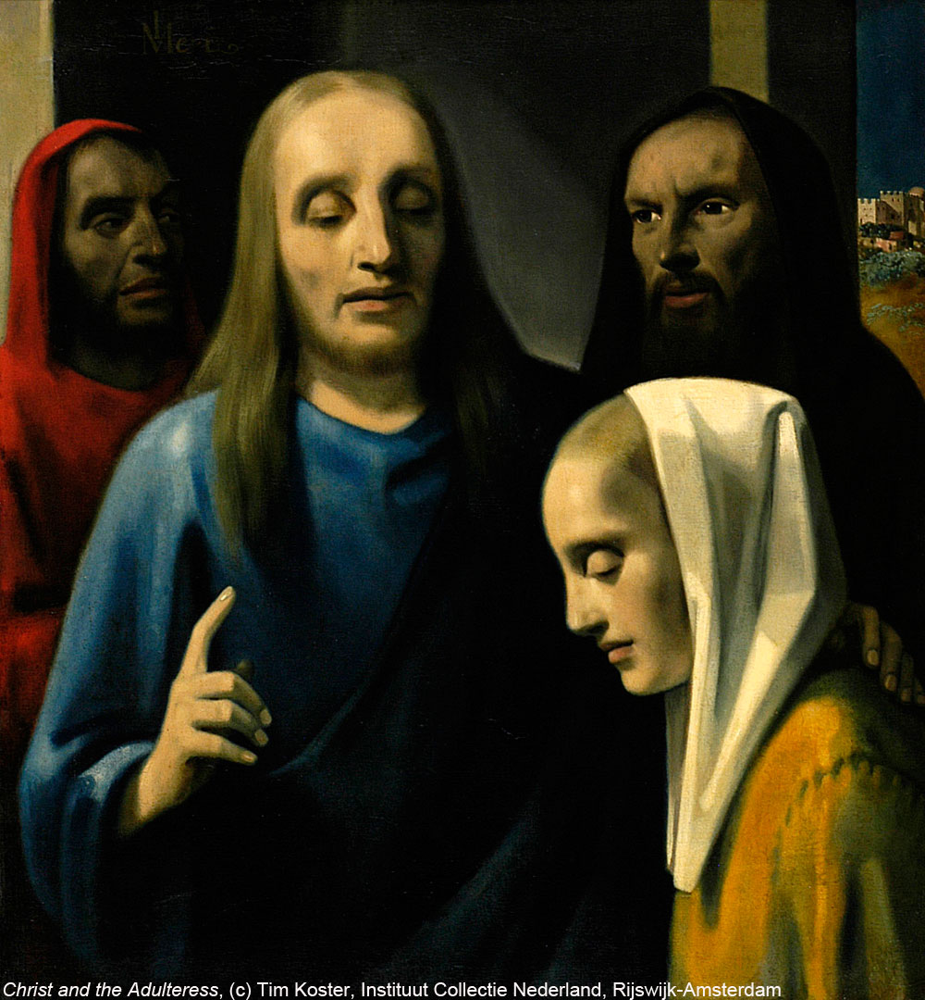 Christ and the Adulteress, (c) Tim Koster, Instituut Collectie Nederland, Rijswijk-Amsterdam